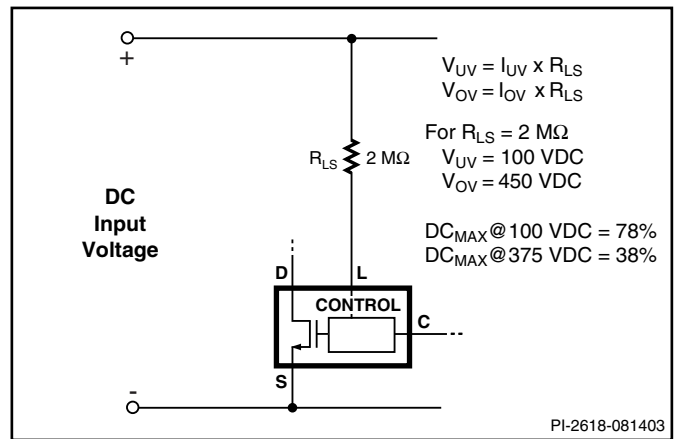 +
V_UV = I_UV x R_LS
V_OV = I_OV x R_LS
For R_LS = 2 MΩ
V_UV = 100 VDC
V_OV = 450 VDC
R_LS 2 MΩ
DC
Input
Voltage
DC_MAX@100 VDC = 78%
DC_MAX@375 VDC = 38%
D L
CONTROL
C
S
-
PI-2618-081403